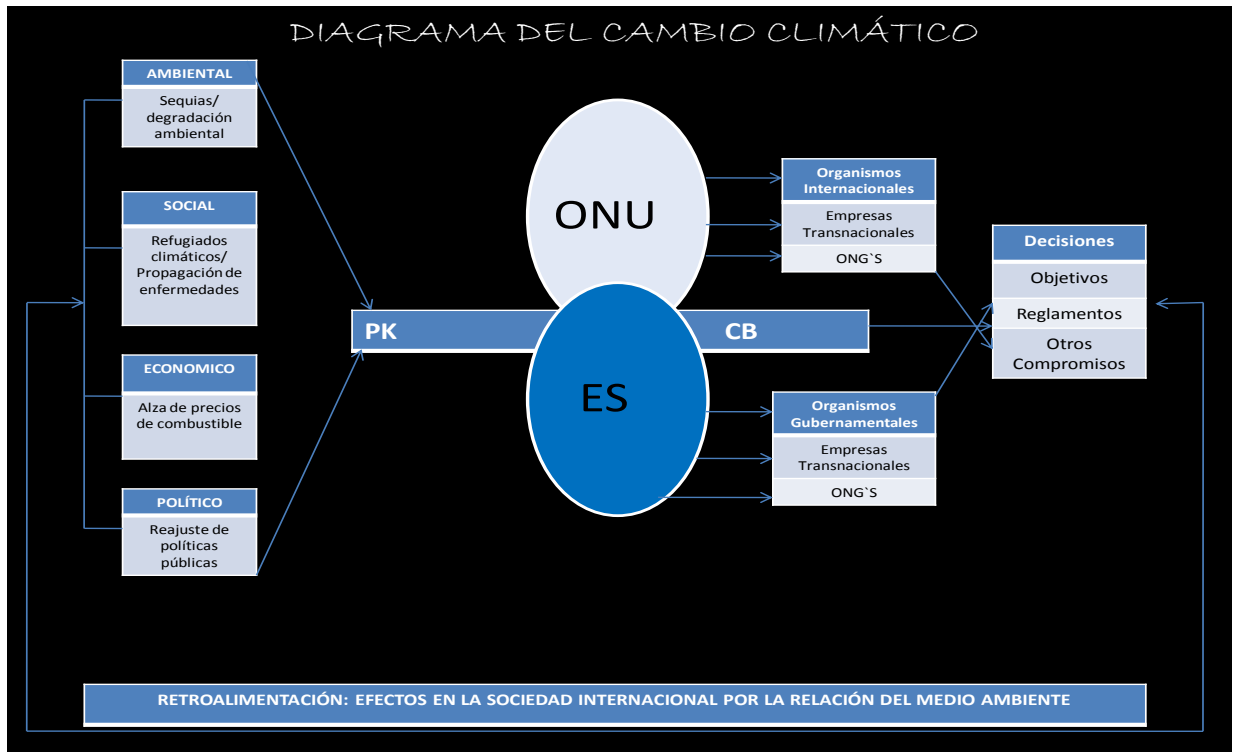 DIAGRAMA DEL CAMBIO CLIMÁTICO
AMBIENTAL
Sequias/
degradación
ambiental
SOCIAL
Refugiados
climáticos/
Propagación de
enfermedades
ECONOMICO
Alza de precios
de combustible
POLÍTICO
Reajuste de
políticas
públicas
ONU
PK
CB
ES
Organismos
Internacionales
Empresas
Transnacionales
ONG`S
Organismos
Gubernamentales
Empresas
Transnacionales
ONG`S
Decisiones
Objetivos
Reglamentos
Otros
Compromisos
RETROALIMENTACIÓN: EFECTOS EN LA SOCIEDAD INTERNACIONAL POR LA RELACIÓN DEL MEDIO AMBIENTE